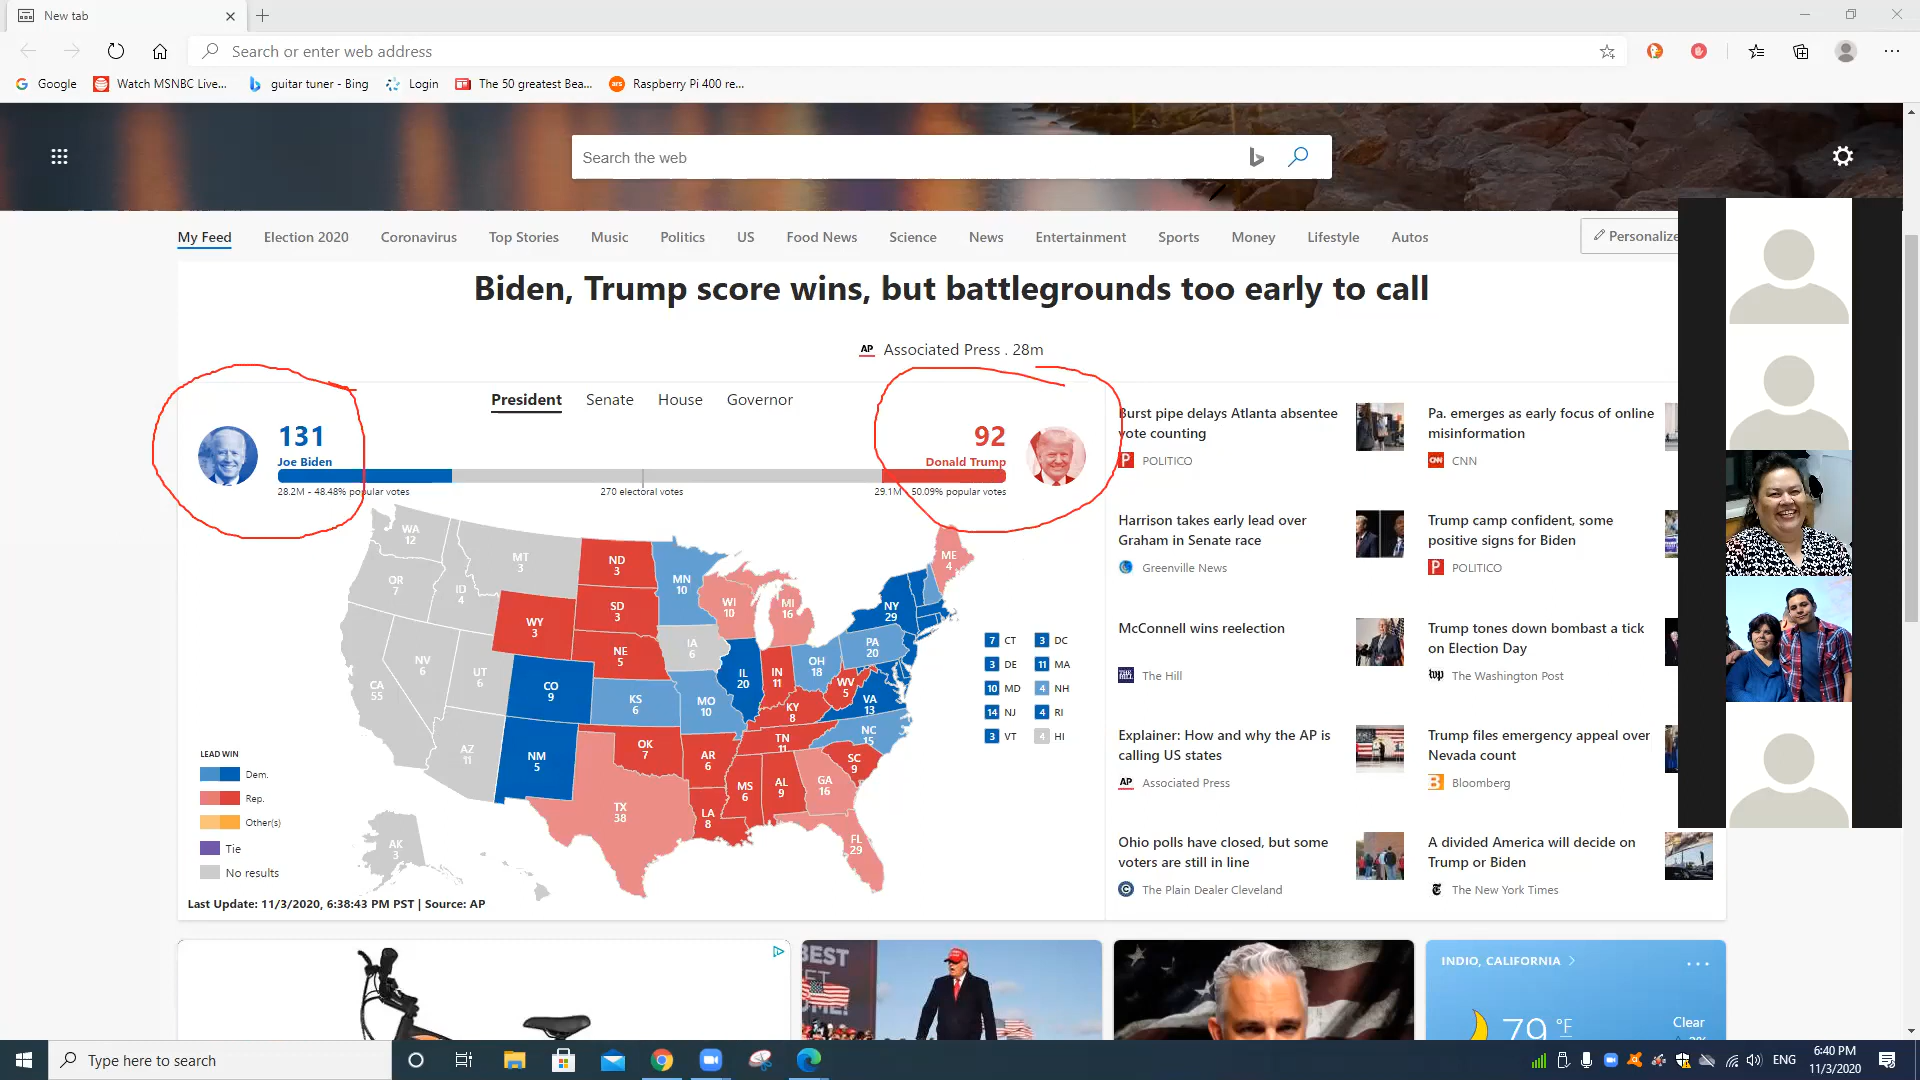 New tab
Search or enter web address
Google
Watch MSNBC Live...
guitar tuner - Bing
Login
The 50 greatest Bea...
Raspberry Pi 400 re...
Search the web
My Feed
Election 2020
Coronavirus
Top Stories
Music
Politics
US
Food News
Science
News
Entertainment
Sports
Money
Lifestyle
Autos
Personalize
Biden, Trump score wins, but battlegrounds too early to call
AP Associated Press . 28m
President
Senate
House
Governor
131
Joe Biden
28.2M - 48.48% popular votes
270 electoral votes
92
Donald Trump
29.1M - 50.09% popular votes
WA
12
OR
7
CA
55
NV
6
ID
4
MT
3
UT
6
AZ
11
WY
3
CO
9
NM
5
ND
3
SD
3
NE
5
KS
6
OK
7
TX
38
MN
10
IA
6
MO
10
AR
6
LA
8
WI
10
IL
20
MS
6
MI
16
IN
11
KY
8
TN
11
AL
9
OH
18
WV
5
GA
16
FL
29
SC
9
NC
15
VA
13
PA
20
NY
29
ME
4
AK
3
7 CT
3 DC
3 DE
11 MA
10 MD
4 NH
14 NJ
4 RI
3 VT
4 HI
LEAD WIN
Dem.
Rep.
Other(s)
Tie
No results
Last Update: 11/3/2020, 6:38:43 PM PST | Source: AP
Burst pipe delays Atlanta absentee
vote counting
POLITICO
Pa. emerges as early focus of online
misinformation
CNN
Harrison takes early lead over
Graham in Senate race
Greenville News
Trump camp confident, some
positive signs for Biden
POLITICO
McConnell wins reelection
The Hill
Trump tones down bombast a tick
on Election Day
wp The Washington Post
Explainer: How and why the AP is
calling US states
AP Associated Press
Trump files emergency appeal over
Nevada count
Bloomberg
Ohio polls have closed, but some
voters are still in line
The Plain Dealer Cleveland
A divided America will decide on
Trump or Biden
The New York Times
BEST
INDIO, CALIFORNIA
79 °F
Clear
Type here to search
ENG
6:40 PM
11/3/2020